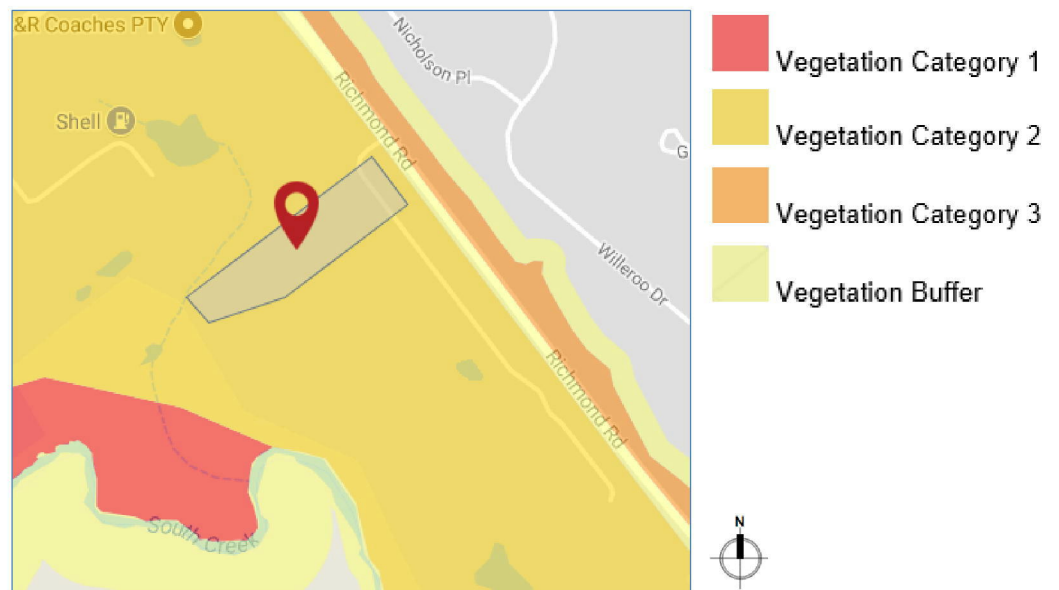 &R Coaches PTY
Shell
Nicholson Pl
Richmond Rd
G
Willeroo Dr
Richmond Rd
South Creek
Vegetation Category 1
Vegetation Category 2
Vegetation Category 3
Vegetation Buffer
N